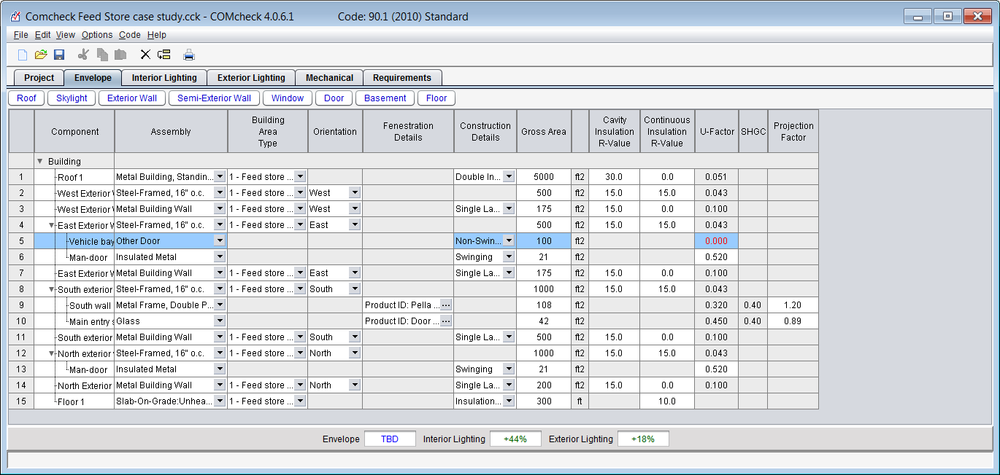 Comcheck Feed Store case study.cck - COMcheck 4.0.6.1 Code: 90.1 (2010) Standard
File Edit View Options Code Help
Project Envelope Interior Lighting Exterior Lighting Mechanical Requirements
Roof Skylight Exterior Wall Semi-Exterior Wall Window Door Basement Floor
Component Assembly Building Area Type Orientation Fenestration Details Construction Details Gross Area Cavity Insulation R-Value Continuous Insulation R-Value U-Factor SHGC Projection Factor
Building
1 Roof 1 Metal Building, Standin... 1 - Feed store ... Double In... 5000 ft2 30.0 0.0 0.051
2 West Exterior Steel-Framed, 16" o.c. 1 - Feed store ... West 500 ft2 15.0 15.0 0.043
3 West Exterior Metal Building Wall 1 - Feed store ... West Single La... 175 ft2 15.0 0.0 0.100
4 East Exterior Steel-Framed, 16" o.c. 1 - Feed store ... East 500 ft2 15.0 15.0 0.043
5 Vehicle bay Other Door Non-Swin... 100 ft2 0.000
6 Man-door Insulated Metal Swinging 21 ft2 0.520
7 East Exterior Metal Building Wall 1 - Feed store ... East Single La... 175 ft2 15.0 0.0 0.100
8 South exterior Steel-Framed, 16" o.c. 1 - Feed store ... South 1000 ft2 15.0 15.0 0.043
9 South wall Metal Frame, Double P... Product ID: Pella ... ... 108 ft2 0.320 0.40 1.20
10 Main entry Glass Product ID: Door ... ... 42 ft2 0.450 0.40 0.89
11 South exterior Metal Building Wall 1 - Feed store ... South Single La... 500 ft2 15.0 0.0 0.100
12 North exterior Steel-Framed, 16" o.c. 1 - Feed store ... North 1000 ft2 15.0 15.0 0.043
13 Man-door Insulated Metal Swinging 21 ft2 0.520
14 North Exterior Metal Building Wall 1 - Feed store ... North Single La... 200 ft2 15.0 0.0 0.100
15 Floor 1 Slab-On-Grade:Unhea... 1 - Feed store ... Insulation... 300 ft 10.0
Envelope TBD Interior Lighting +44% Exterior Lighting +18%